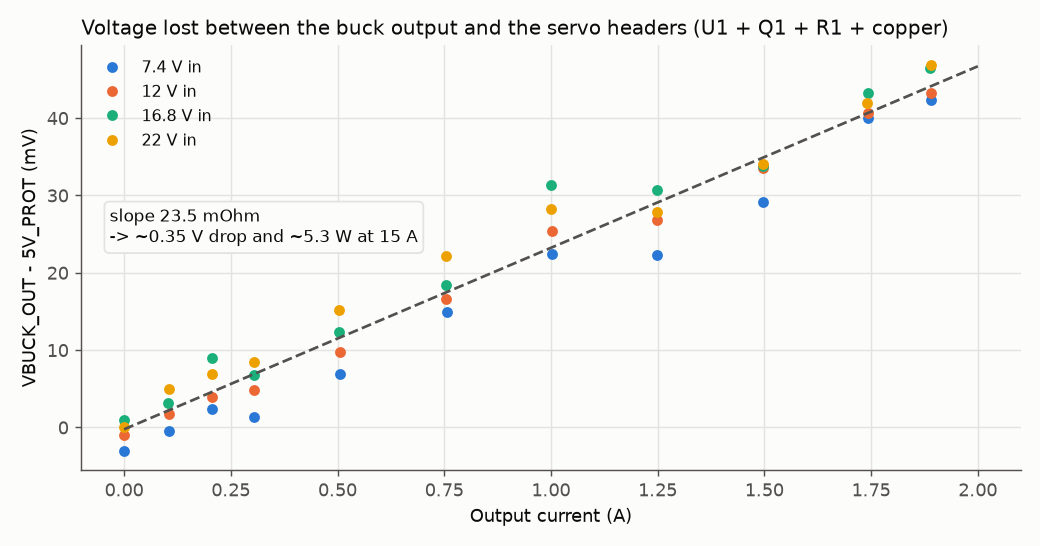 Voltage lost between the buck output and the servo headers (U1 + Q1 + R1 + copper)
7.4 V in
12 V in
16.8 V in
22 V in
slope 23.5 mOhm
-> ~0.35 V drop and ~5.3 W at 15 A
VBUCK_OUT - 5V_PROT (mV)
40
30
20
10
0
0.00 0.25 0.50 0.75 1.00 1.25 1.50 1.75 2.00
Output current (A)